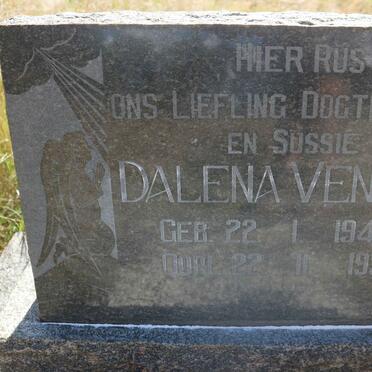 HIER RUS
ONS LIEFLING DOGT
EN SUSSIE
DALENA VEN
GEB. 22 1 194
OORL. 22 11 19